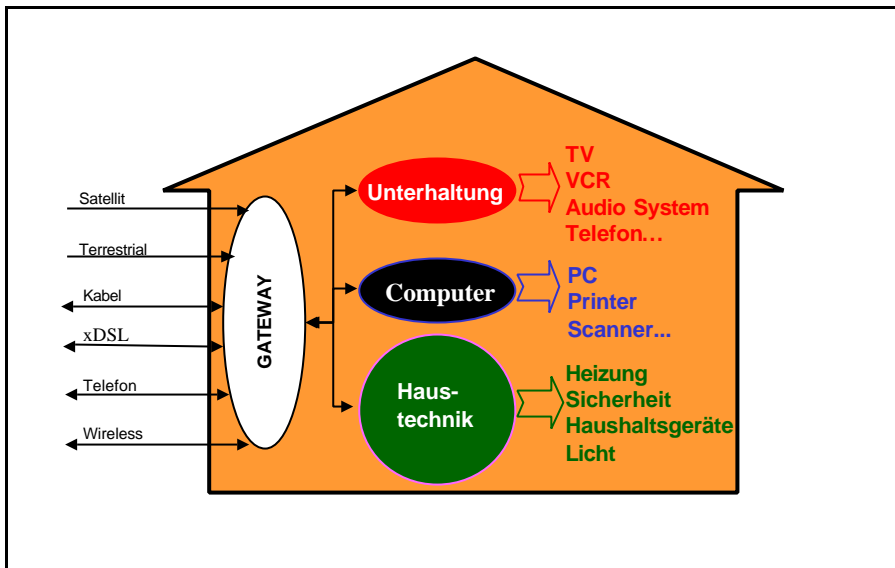 Satellit
Terrestrial
Kabel
xDSL
Telefon
Wireless
GATEWAY
Unterhaltung
TV
VCR
Audio System
Telefon...
Computer
PC
Printer
Scanner...
Haus-
technik
Heizung
Sicherheit
Haushaltsgeräte
Licht